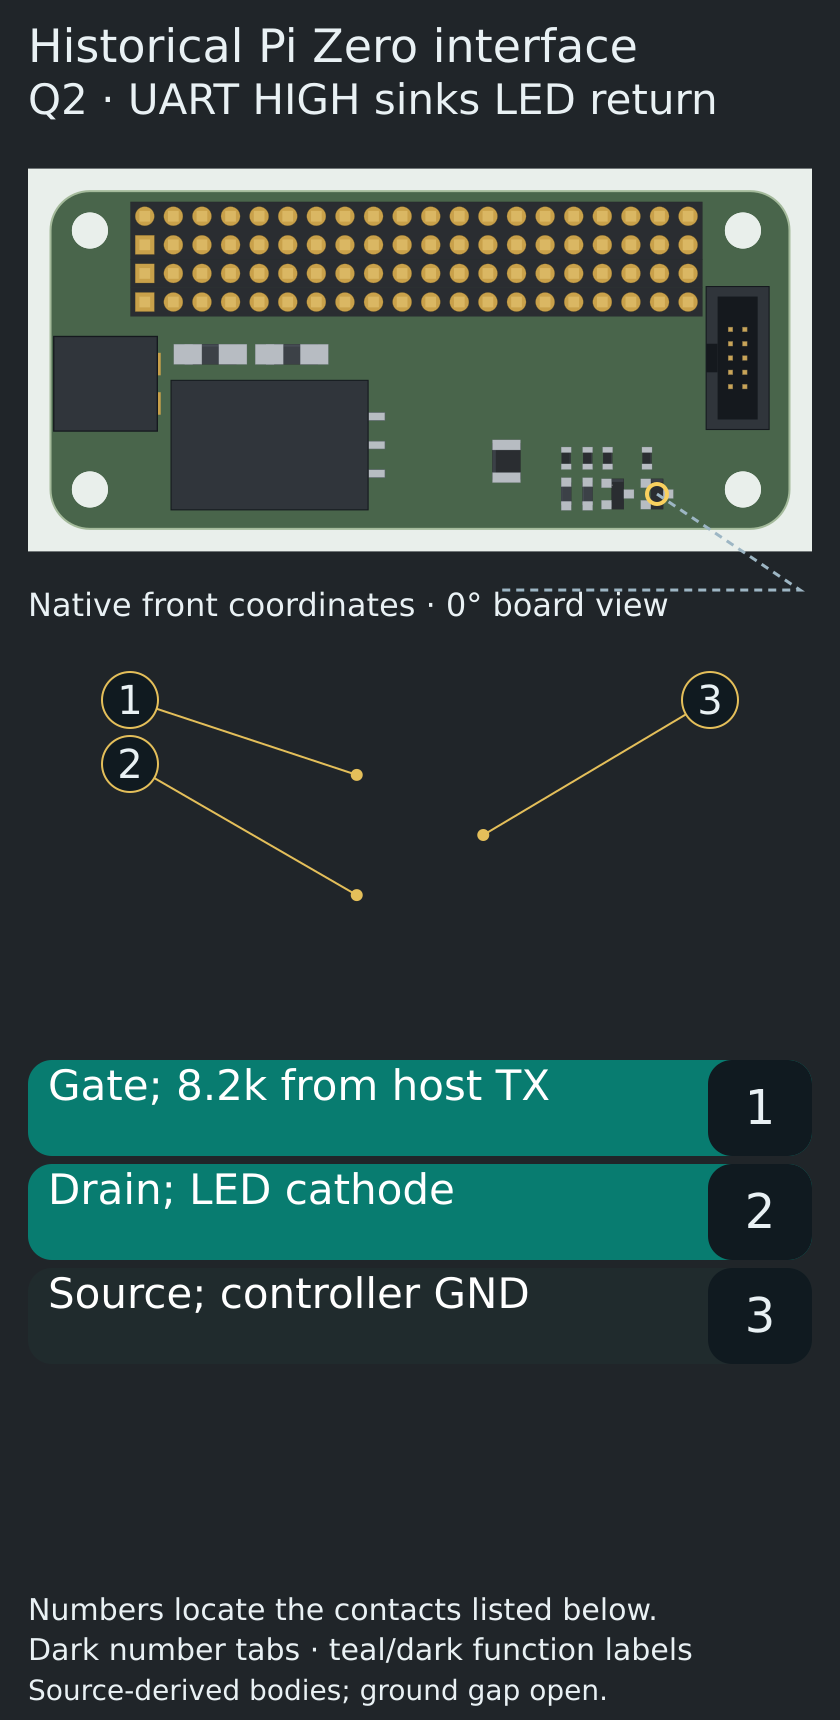 Historical Pi Zero interface
Q2 · UART HIGH sinks LED return
Native front coordinates · 0° board view
1
3
2
Gate; 8.2k from host TX 1
Drain; LED cathode 2
Source; controller GND 3
Numbers locate the contacts listed below.
Dark number tabs · teal/dark function labels
Source-derived bodies; ground gap open.